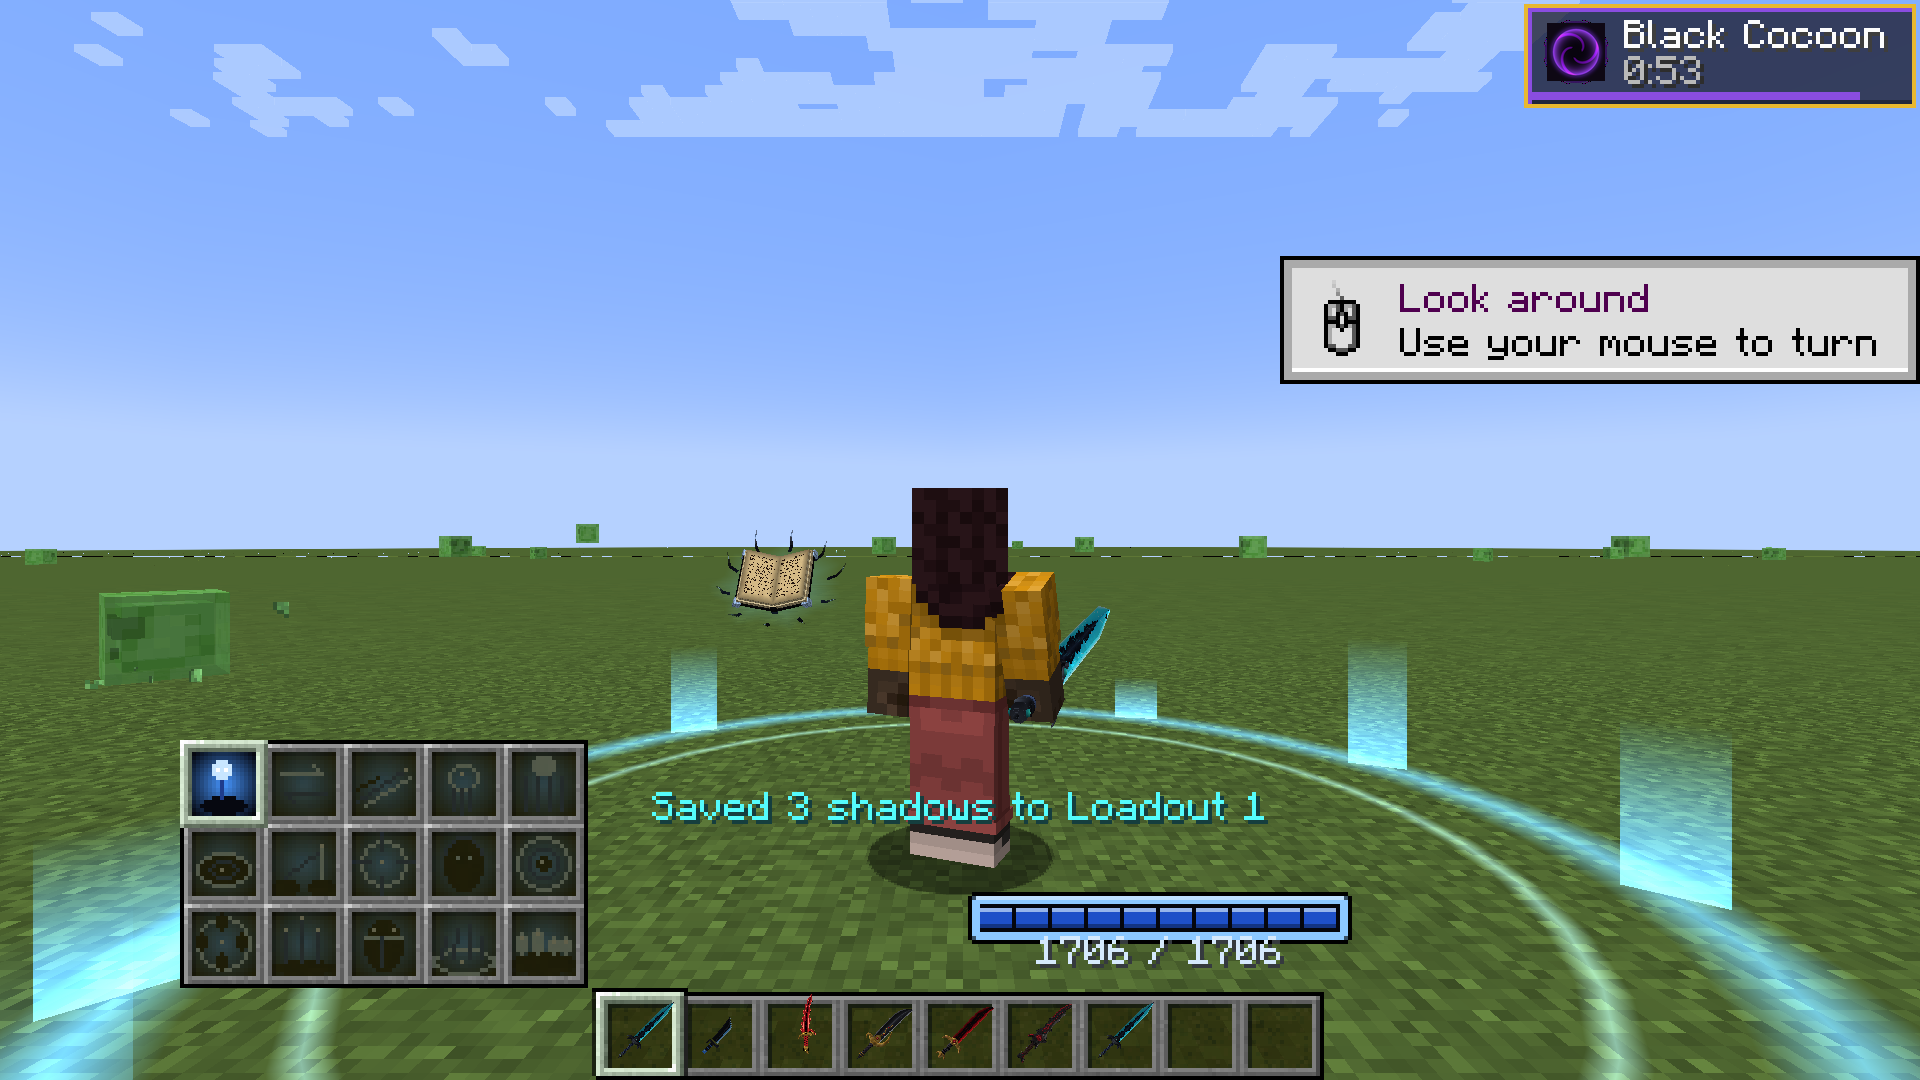 Black Cocoon
0:53
Look around
Use your mouse to turn
Saved 3 shadows to Loadout 1
1706 / 1706